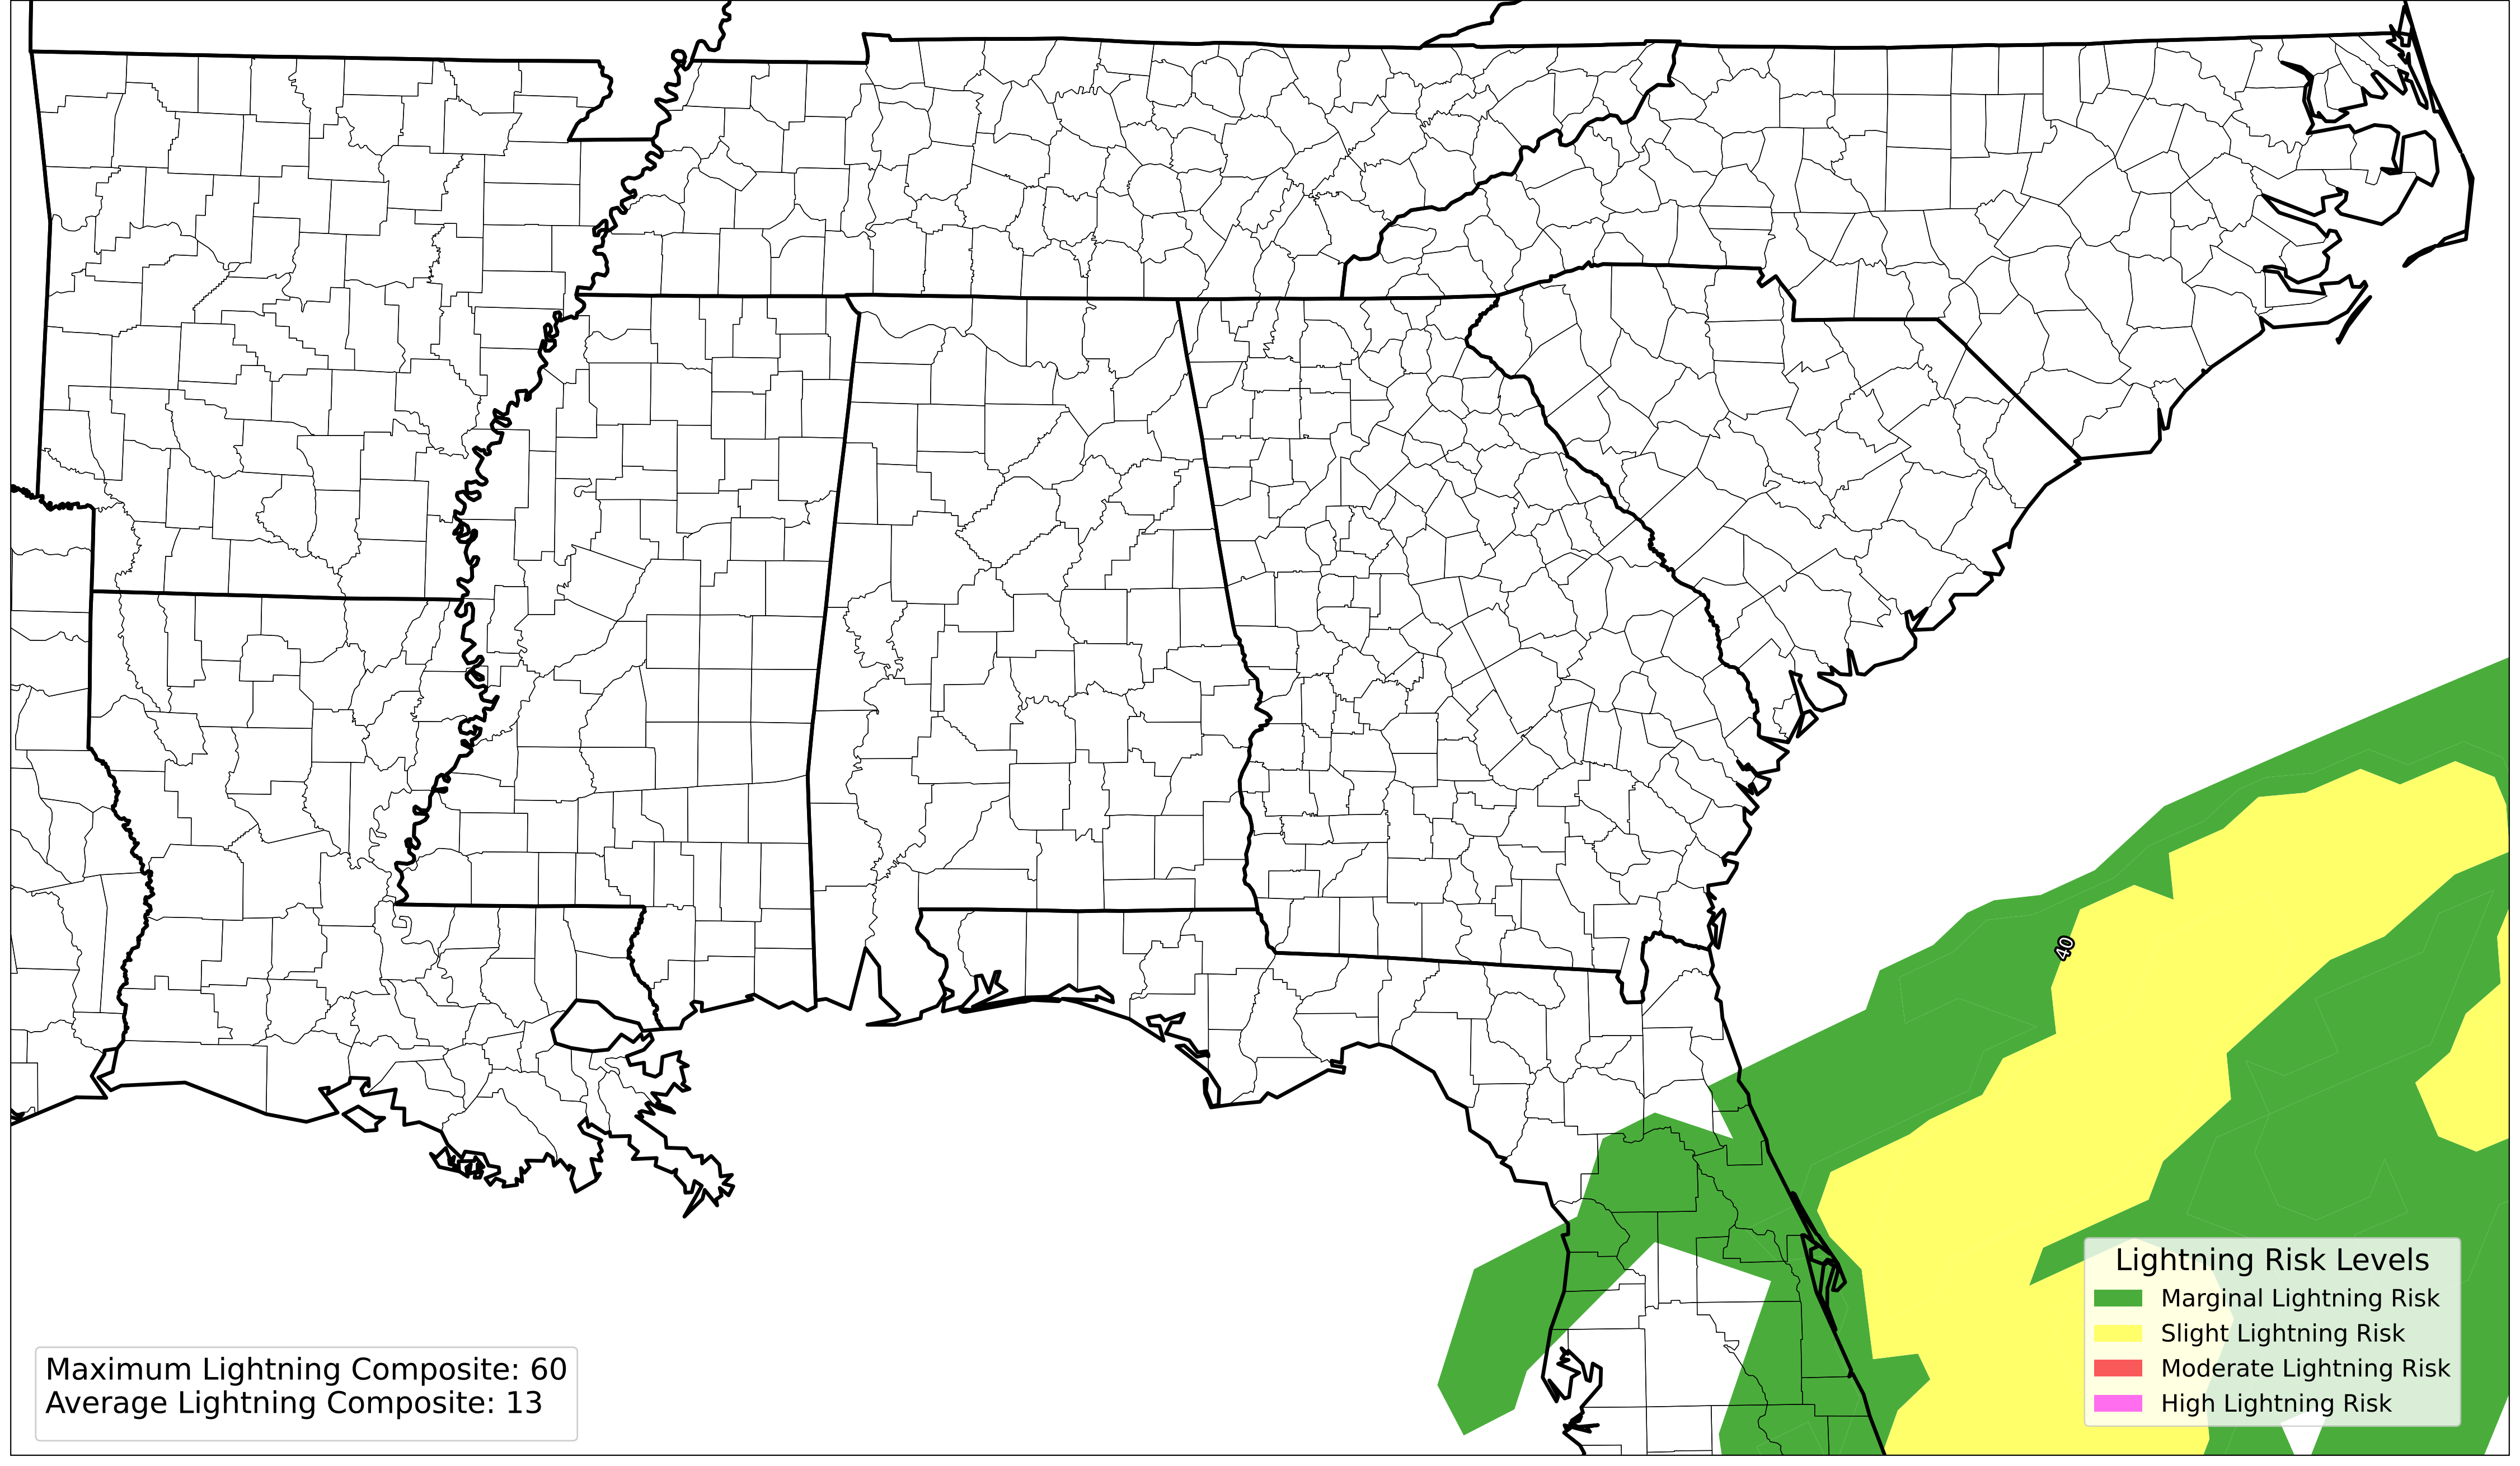 40
Lightning Risk Levels
Marginal Lightning Risk
Slight Lightning Risk
Moderate Lightning Risk
High Lightning Risk
Maximum Lightning Composite: 60
Average Lightning Composite: 13